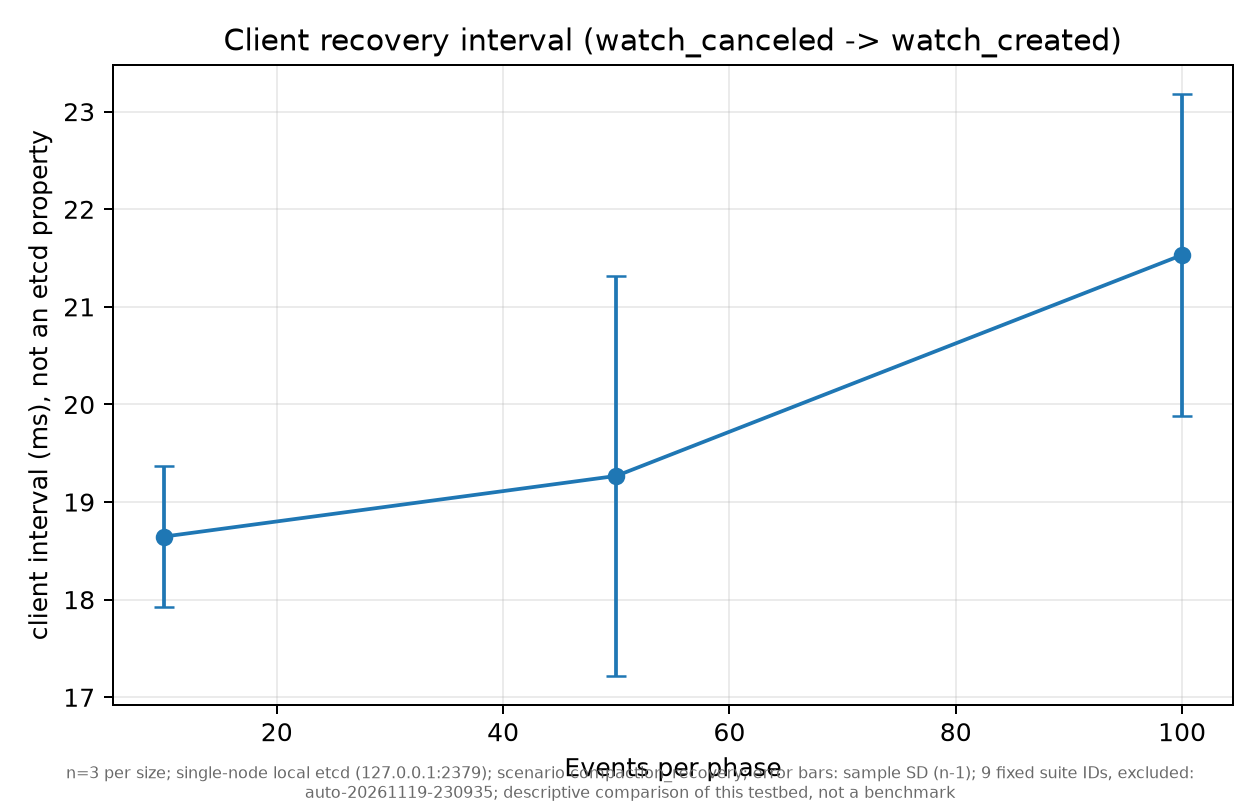 Client recovery interval (watch_canceled -> watch_created)
client interval (ms), not an etcd property
23
22
21
20
19
18
17
20
40
60
80
100
Events per phase
n=3 per size; single-node local etcd (127.0.0.1:2379); scenario compaction_recovery; error bars: sample SD (n-1); 9 fixed suite IDs, excluded:
auto-20261119-230935; descriptive comparison of this testbed, not a benchmark